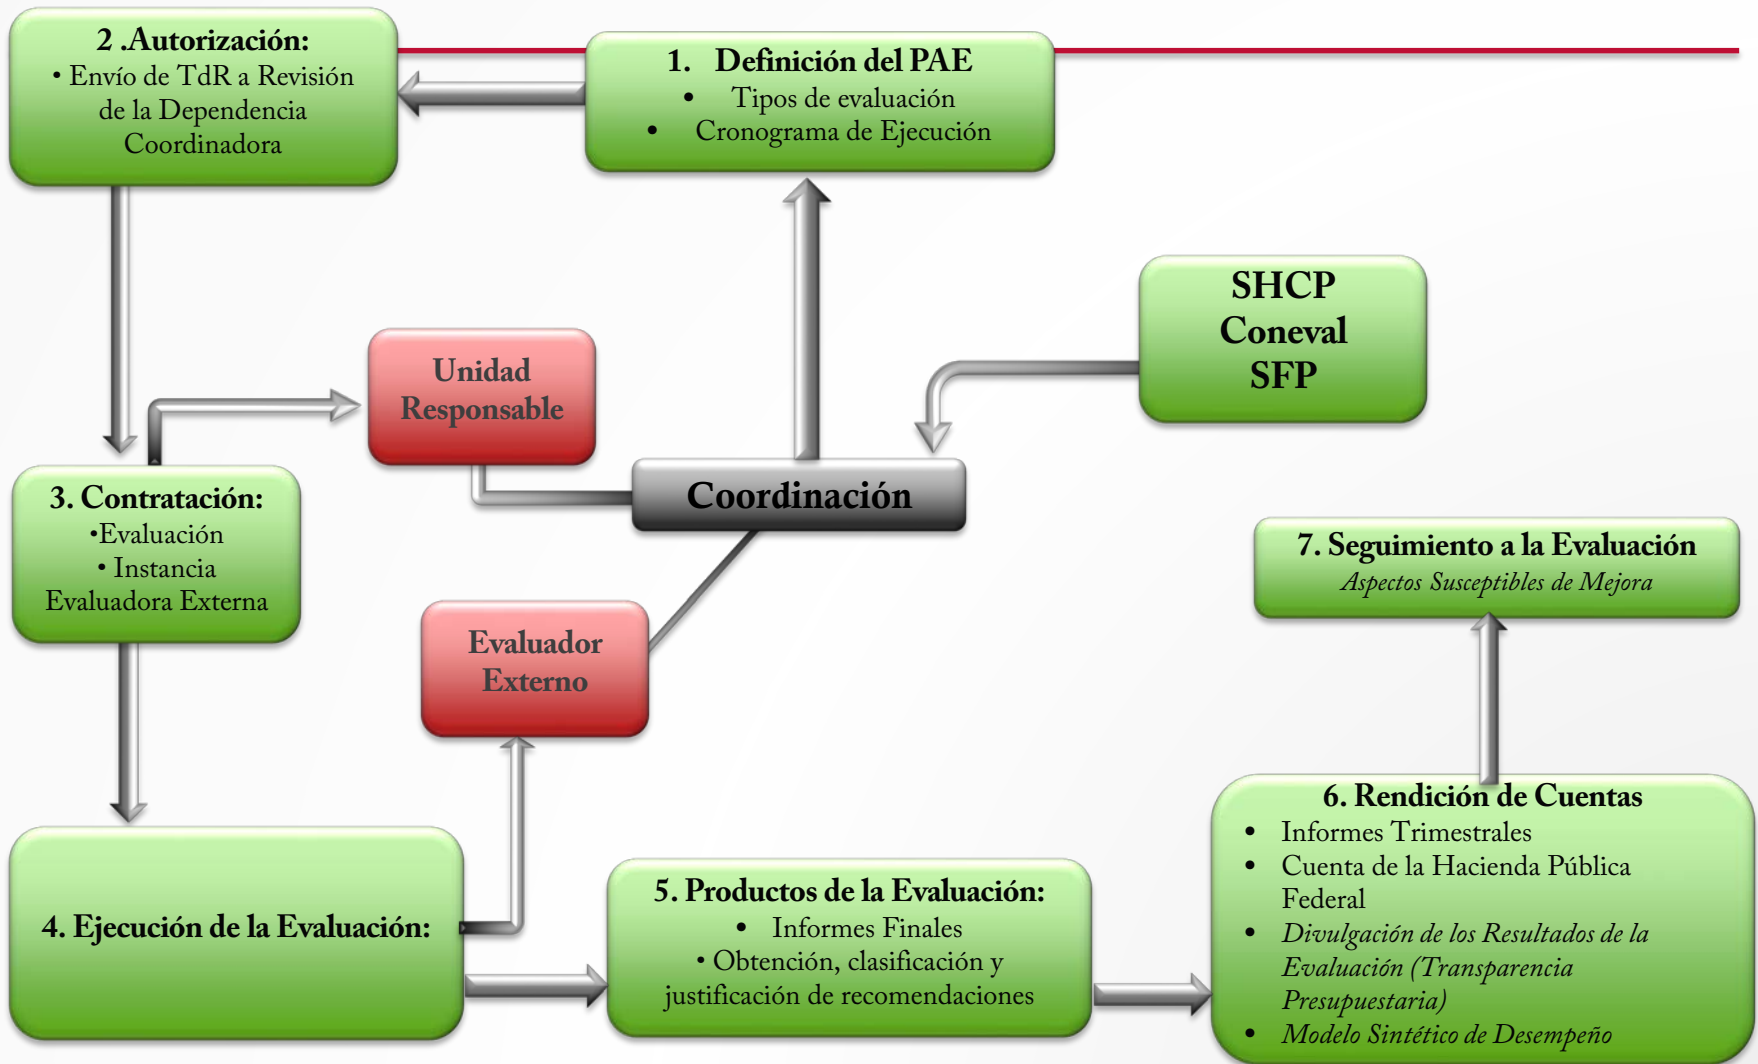 2 .Autorización:
• Envío de TdR a Revisión
de la Dependencia
Coordinadora
1. Definición del PAE
• Tipos de evaluación
• Cronograma de Ejecución
SHCP
Coneval
SFP
Unidad
Responsable
Coordinación
3. Contratación:
•Evaluación
• Instancia
Evaluadora Externa
7. Seguimiento a la Evaluación
Aspectos Susceptibles de Mejora
Evaluador
Externo
4. Ejecución de la Evaluación:
5. Productos de la Evaluación:
• Informes Finales
• Obtención, clasificación y
justificación de recomendaciones
6. Rendición de Cuentas
• Informes Trimestrales
• Cuenta de la Hacienda Pública
Federal
• Divulgación de los Resultados de la
Evaluación (Transparencia
Presupuestaria)
• Modelo Sintético de Desempeño